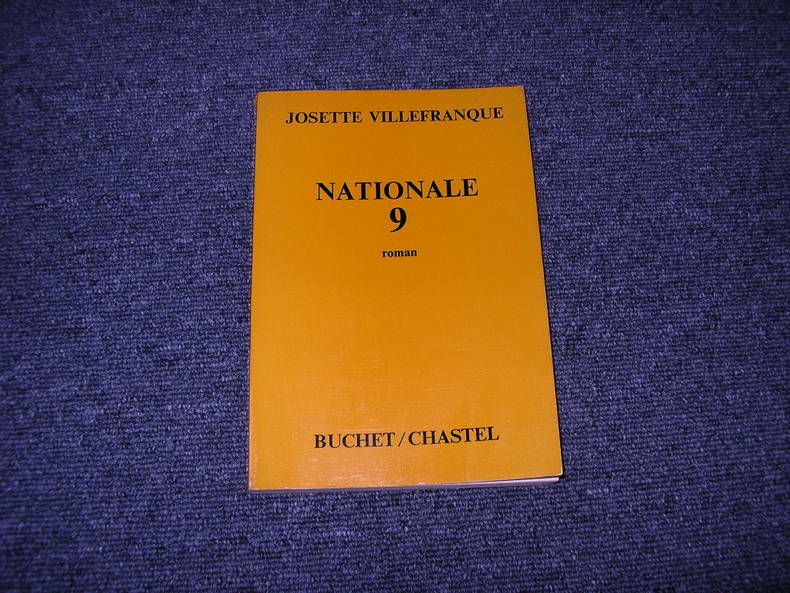 JOSETTE VILLEFRANQUE
NATIONALE
9
roman
BUCHET/CHASTEL